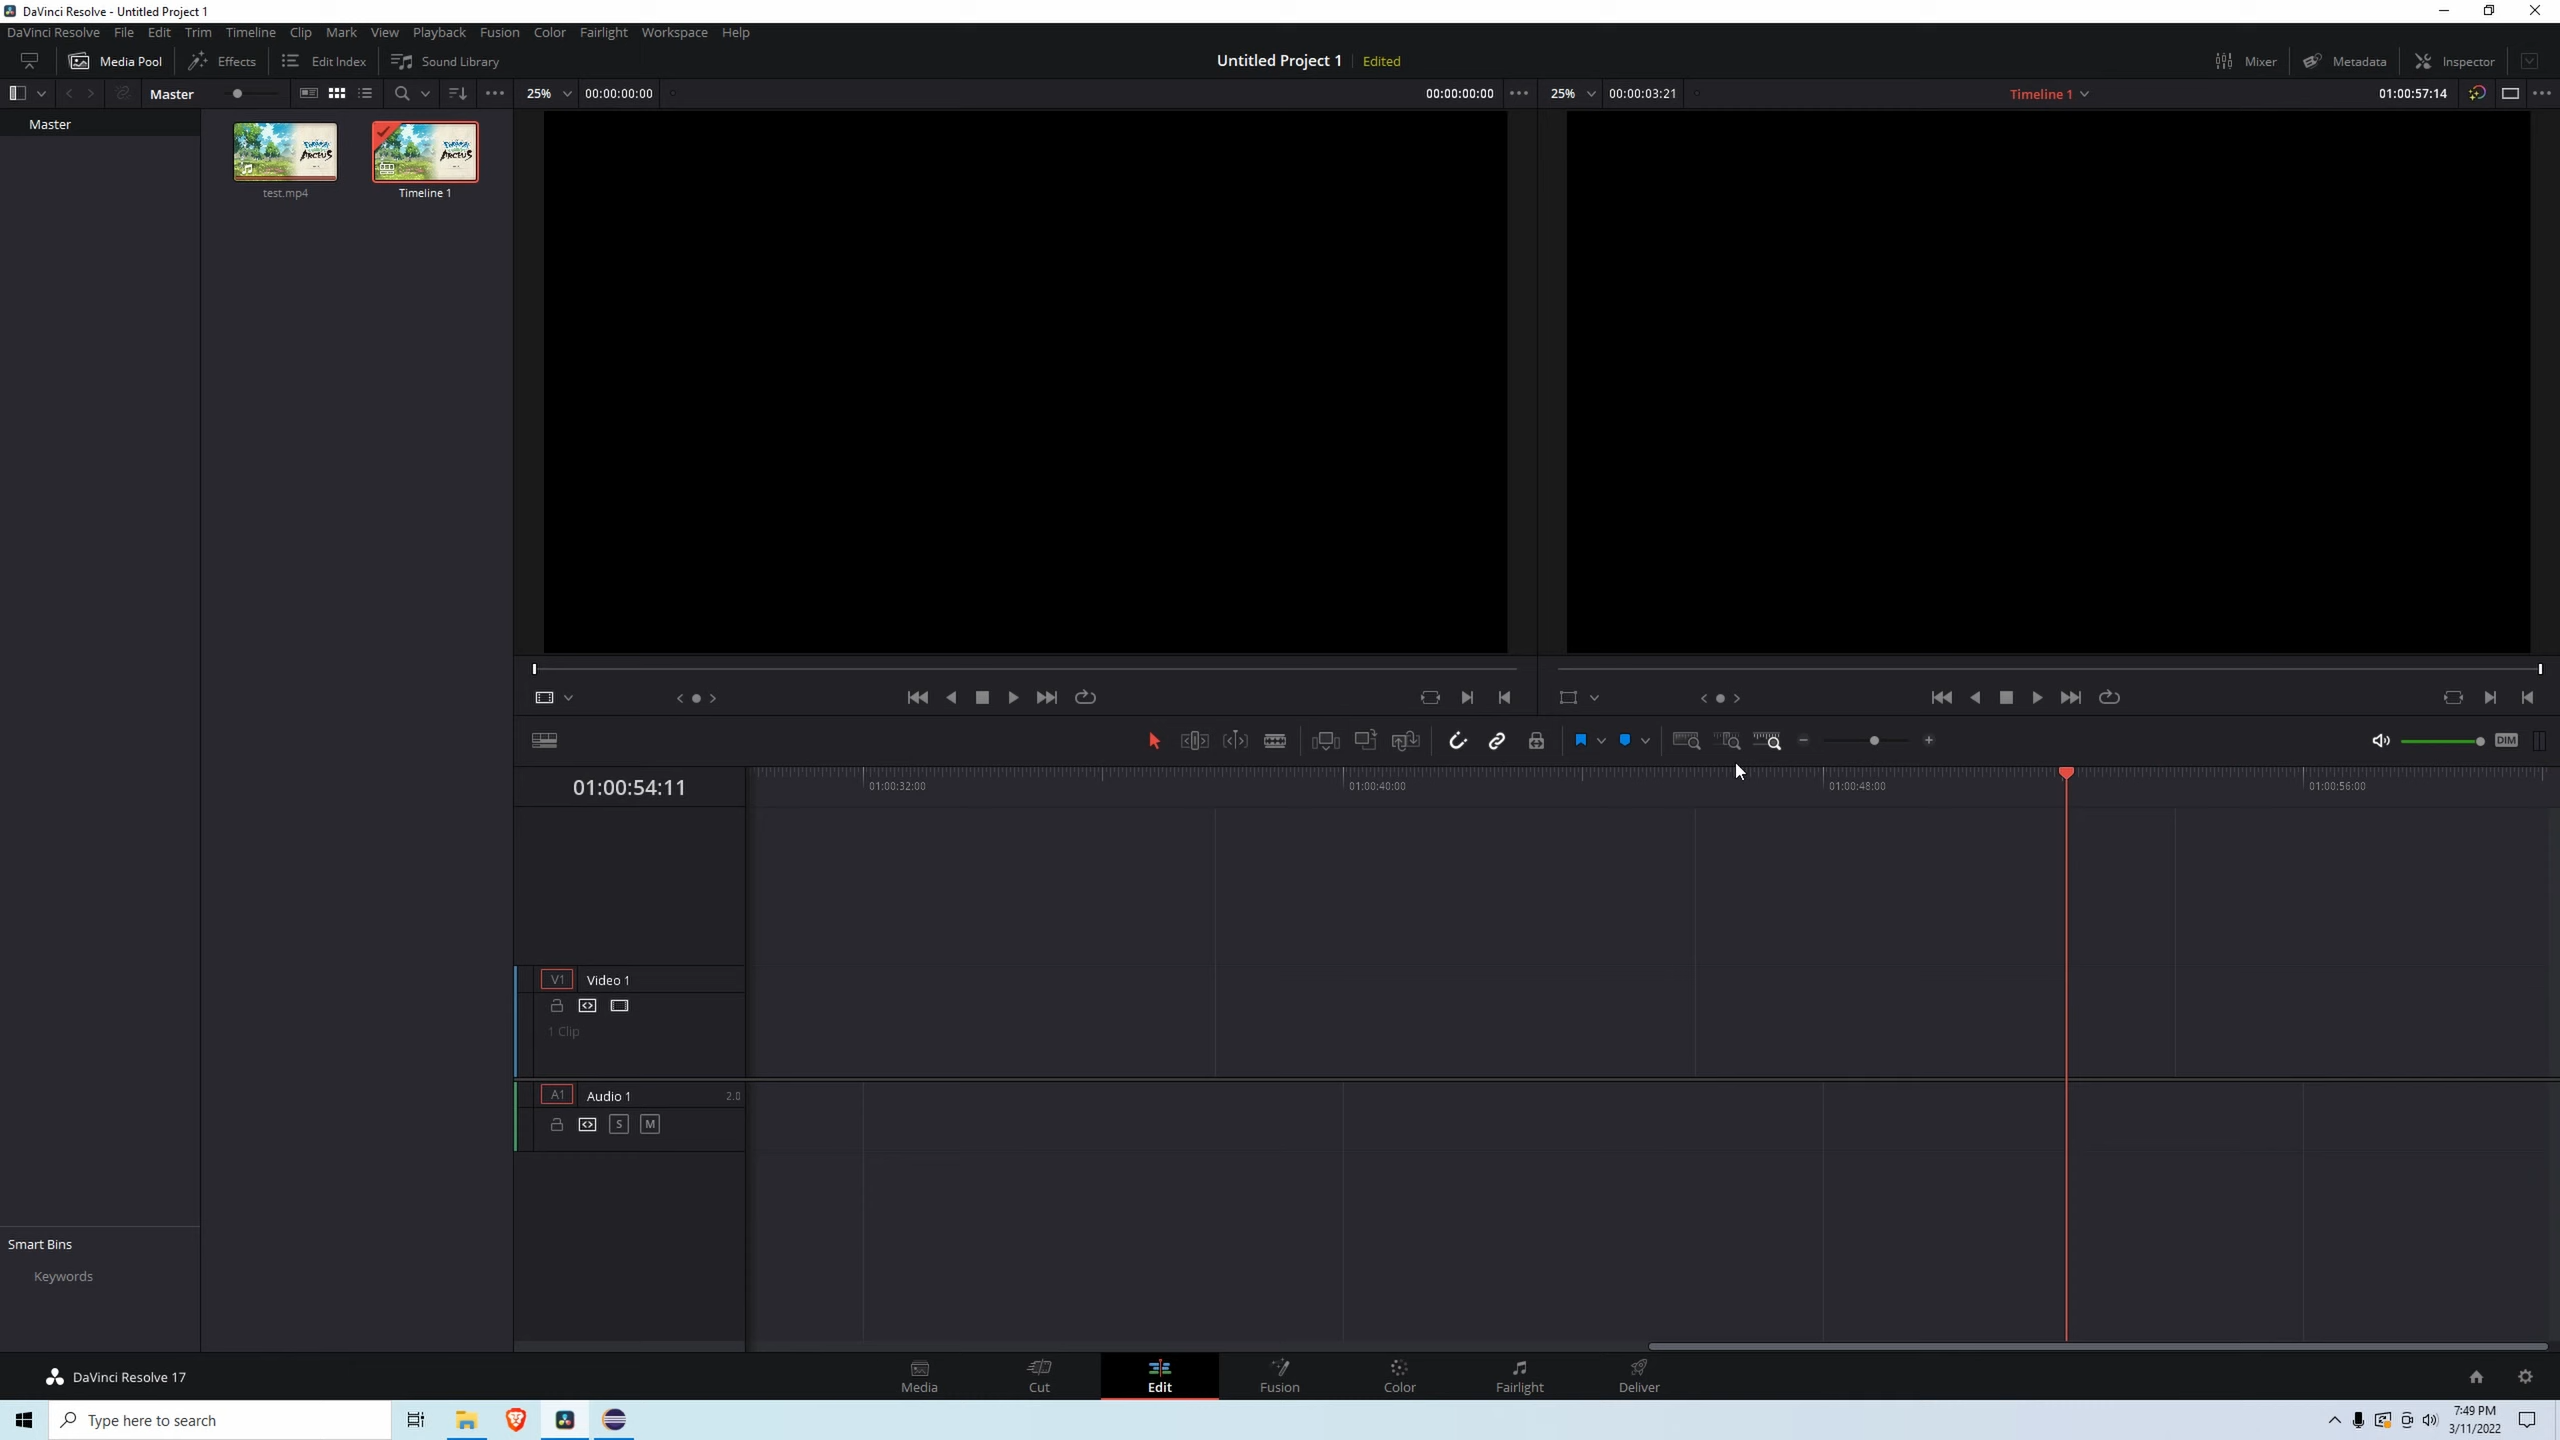 DaVinci Resolve - Untitled Project 1
DaVinci Resolve File Edit Trim Timeline Clip Mark View Playback Fusion Color Fairlight Workspace Help
Media Pool Effects Edit Index Sound Library Untitled Project 1 Edited Mixer Metadata Inspector
Master 25% 00:00:00:00 00:00:00:00 25% 00:00:03:21 Timeline 1 01:00:57:14
Master
test.mp4 Timeline 1
DIM
01:00:54:11 01:00:32:00 01:00:40:00 01:00:48:00 01:00:56:00
V1 Video 1
1 Clip
A1 Audio 1 2.0
S M
Smart Bins
Keywords
DaVinci Resolve 17 Media Cut Edit Fusion Color Fairlight Deliver
Type here to search
7:49 PM
3/11/2022